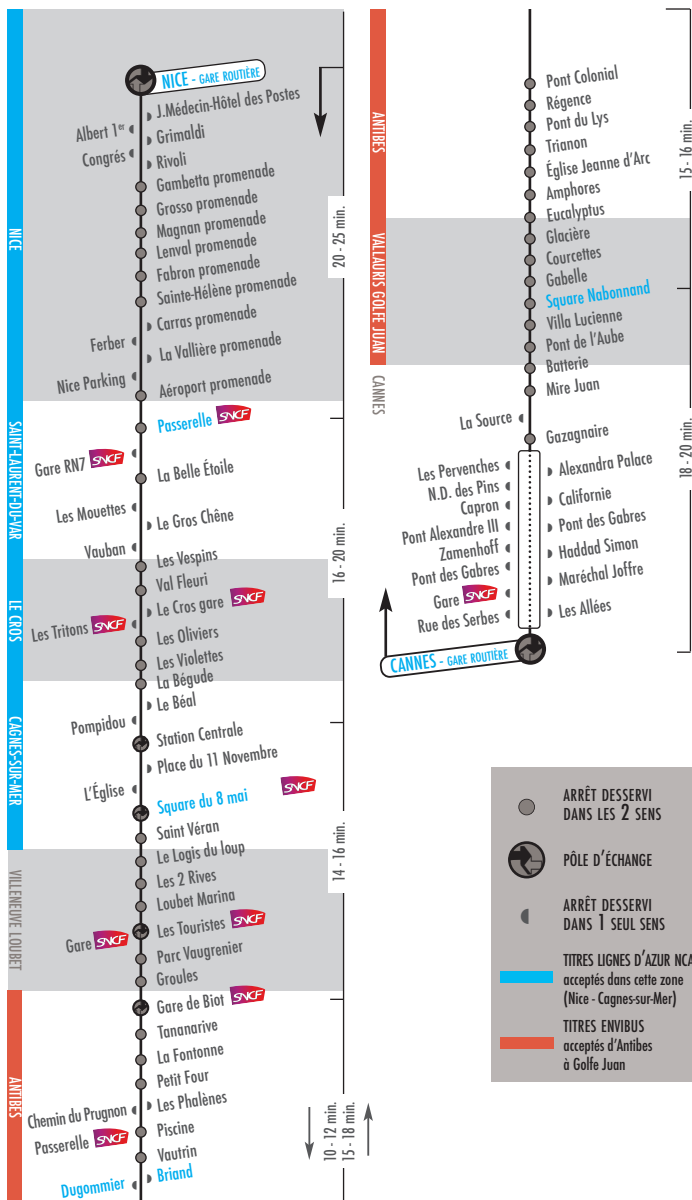 NICE - GARE ROUTIÈRE
J.Médecin-Hôtel des Postes
Albert 1er
Grimaldi
Congrés
Rivoli
Gambetta promenade
Grosso promenade
Magnan promenade
Lenval promenade
Fabron promenade
Sainte-Hélène promenade
Carras promenade
Ferber
La Vallière promenade
Nice Parking
Aéroport promenade
NICE
20 - 25 min.
Passerelle SNCF
Gare RN7 SNCF
La Belle Étoile
Les Mouettes
Le Gros Chêne
Vauban
SAINT-LAURENT-DU-VAR
Les Vespins
Val Fleuri
Le Cros gare SNCF
Les Tritons SNCF
Les Oliviers
Les Violettes
La Bégude
LE CROS
16 - 20 min.
Le Béal
Pompidou
Station Centrale
Place du 11 Novembre
L'Église
Square du 8 mai SNCF
Saint Véran
CAGNES-SUR-MER
Le Logis du loup
Les 2 Rives
Loubet Marina
Les Touristes SNCF
Gare SNCF
Parc Vaugrenier
Groules
VILLENEUVE LOUBET
14 - 16 min.
Gare de Biot SNCF
Tananarive
La Fontonne
Petit Four
Les Phalènes
Chemin du Prugnon
Piscine
Passerelle SNCF
Vautrin
Briand
Dugommier
ANTIBES
10 - 12 min.
15 - 18 min.
Pont Colonial
Régence
Pont du Lys
Trianon
Église Jeanne d'Arc
Amphores
Eucalyptus
ANTIBES
15 - 16 min.
Glacière
Courcettes
Gabelle
Square Nabonnand
Villa Lucienne
Pont de l'Aube
Batterie
VALLAURIS GOLFE JUAN
Mire Juan
La Source
Gazagnaire
CANNES
18 - 20 min.
Les Pervenches
N.D. des Pins
Capron
Pont Alexandre III
Zamenhoff
Pont des Gabres
Gare SNCF
Rue des Serbes
Alexandra Palace
Californie
Pont des Gabres
Haddad Simon
Maréchal Joffre
Les Allées
CANNES - GARE ROUTIÈRE
ARRÊT DESSERVI
DANS LES 2 SENS
PÔLE D'ÉCHANGE
ARRÊT DESSERVI
DANS 1 SEUL SENS
TITRES LIGNES D'AZUR NCA
acceptés dans cette zone
(Nice - Cagnes-sur-Mer)
TITRES ENVIBUS
acceptés d'Antibes
à Golfe Juan